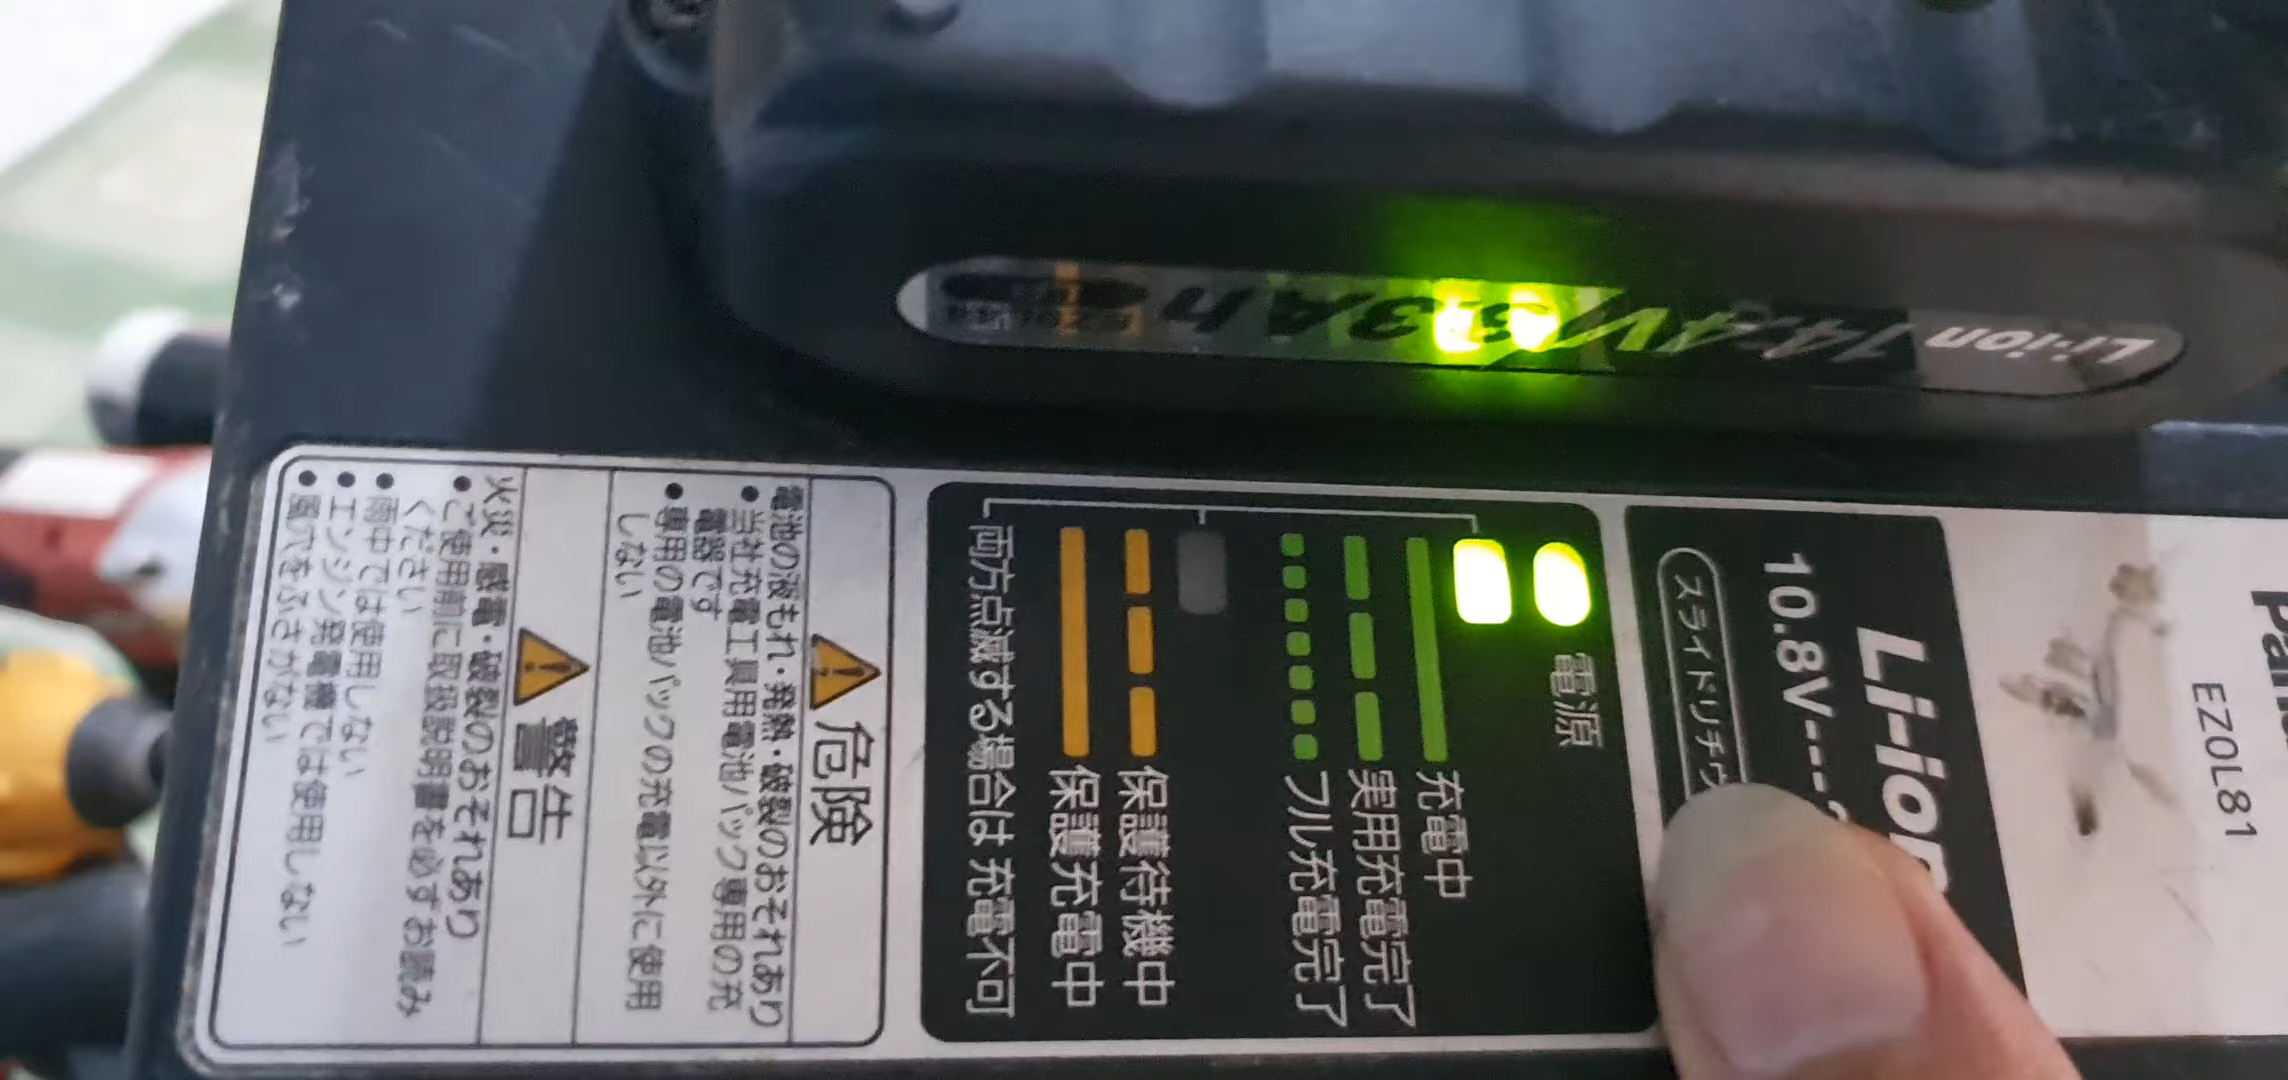 Li-ion 14.4V 3.3Ah
Pan
EZ0L81
Li-ion
10.8V---
スライドリチウ
電源
充電中
実用充電完了
フル充電完了
保護待機中
保護充電中
両方点滅する場合は充電不可
危険
電池の液もれ・発熱・破裂のおそれあり
● 当社充電工具用電池パック専用の充
電器です
● 専用の電池パックの充電以外に使用
しない
警告
火災・感電・破裂のおそれあり
● ご使用前に取扱説明書を必ずお読み
ください
● 雨中では使用しない
● エンジン発電機では使用しない
● 風穴をふさがない